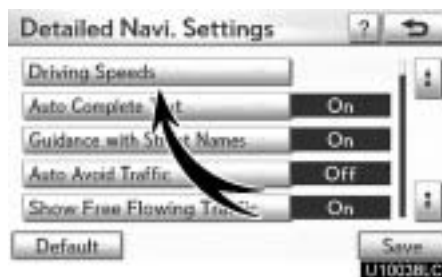 Detailed Navi. Settings ?
Driving Speeds
Auto Complete Text On
Guidance with Street Names On
Auto Avoid Traffic Off
Show Free Flowing Traffic On
Default Save
U10038LC